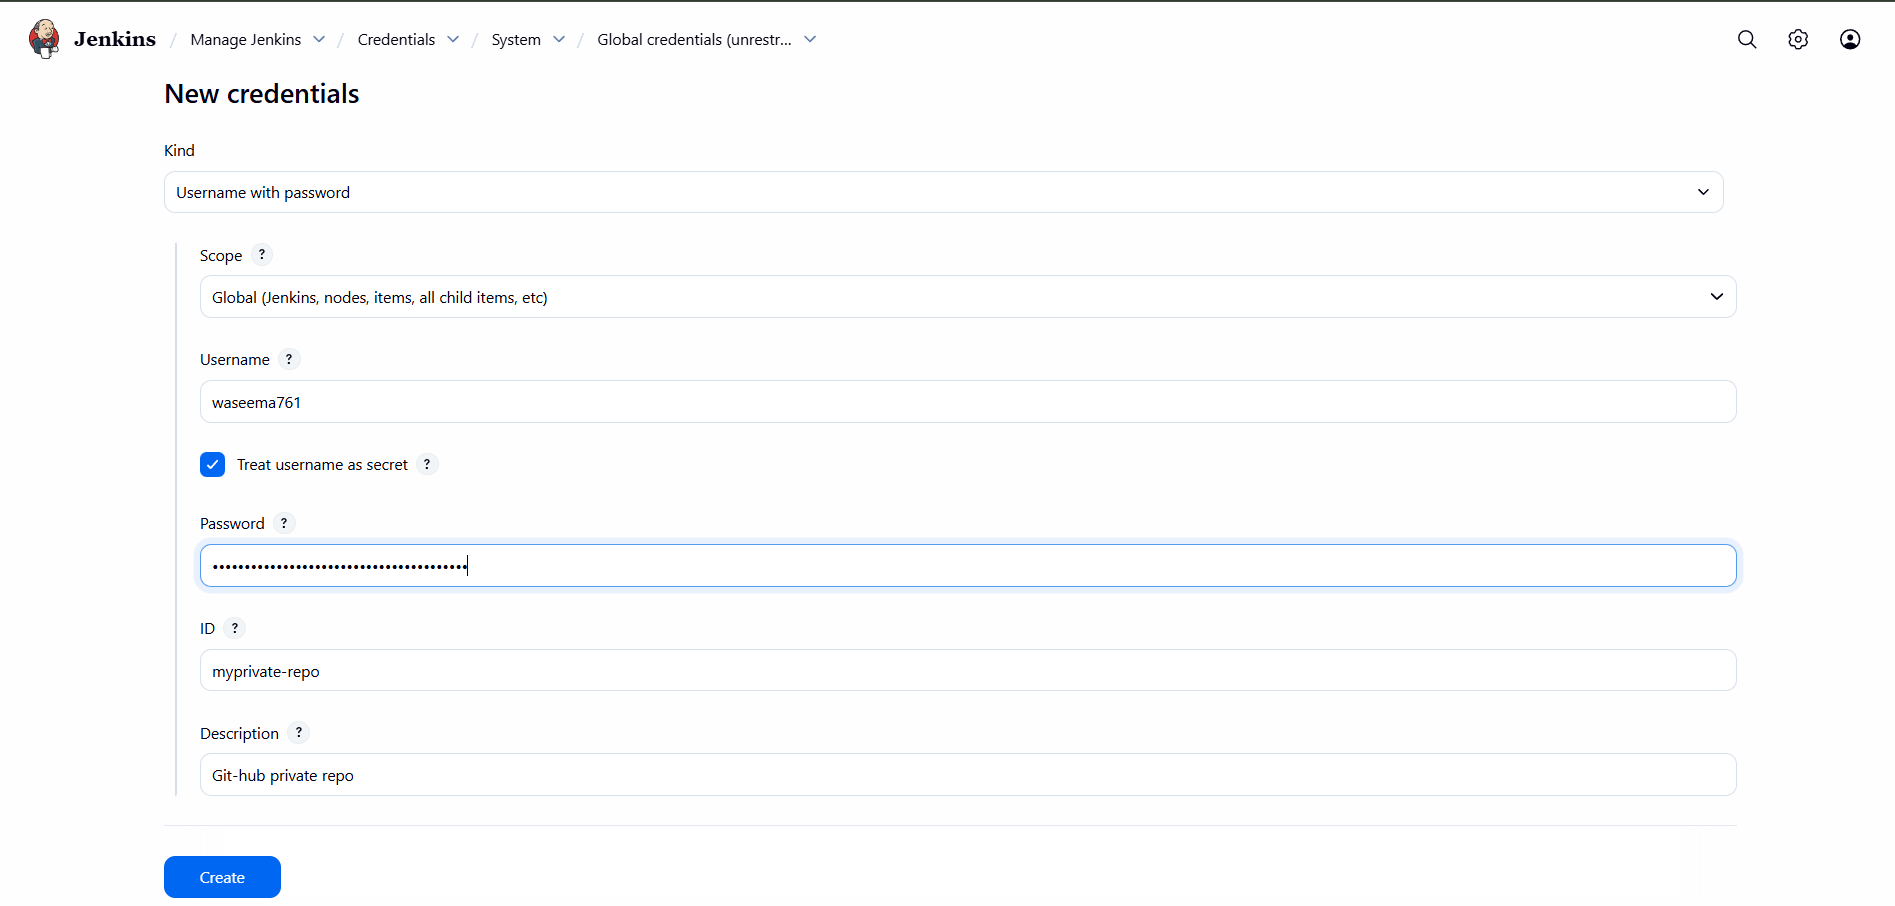 Jenkins / Manage Jenkins / Credentials / System / Global credentials (unrestr...
New credentials
Kind
Username with password
Scope ?
Global (Jenkins, nodes, items, all child items, etc)
Username ?
waseema761
Treat username as secret ?
Password ?
••••••••••••••••••••••••••••••••••••••••
ID ?
myprivate-repo
Description ?
Git-hub private repo
Create